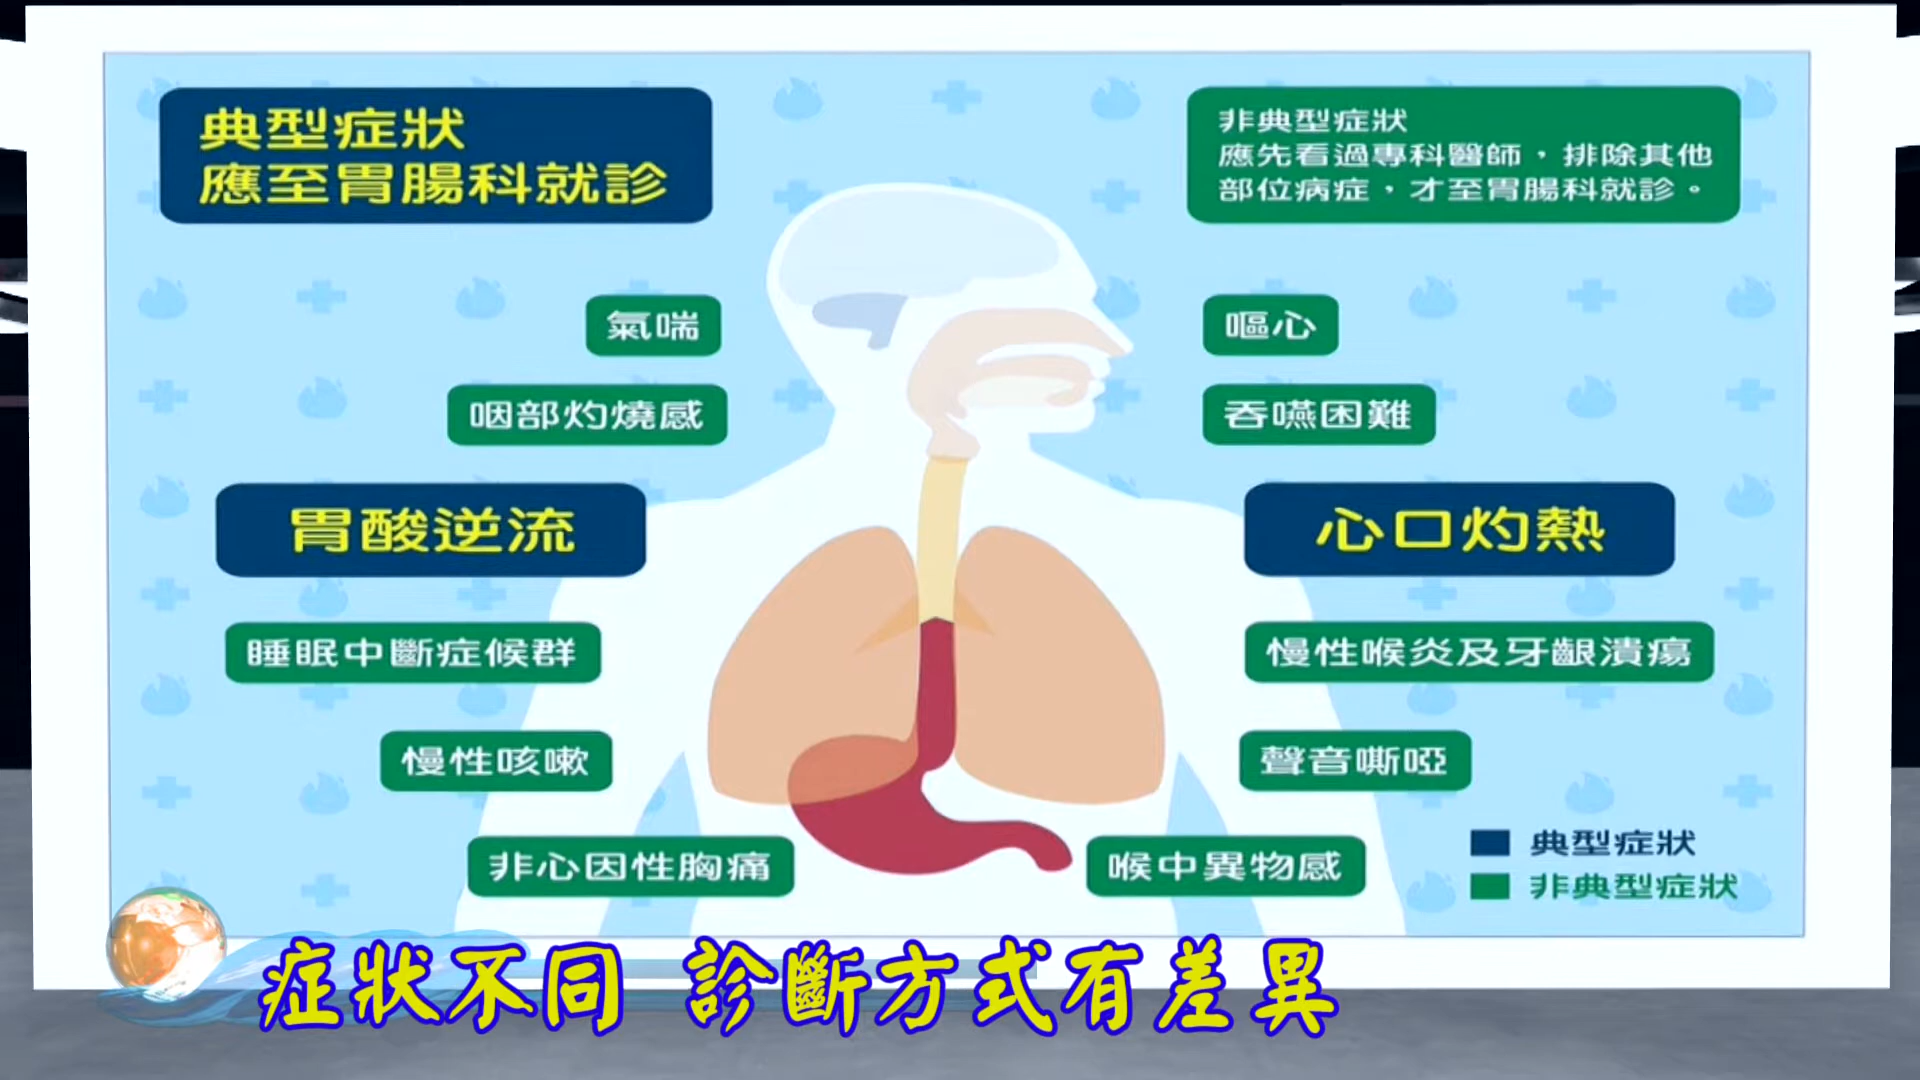 典型症狀
應至胃腸科就診
非典型症狀
應先看過專科醫師，排除其他
部位病症，才至胃腸科就診。
氣喘
嘔心
咽部灼燒感
吞嚥困難
胃酸逆流
心口灼熱
睡眠中斷症候群
慢性喉炎及牙齦潰瘍
慢性咳嗽
聲音嘶啞
非心因性胸痛
喉中異物感
典型症狀
非典型症狀
症狀不同 診斷方式有差異